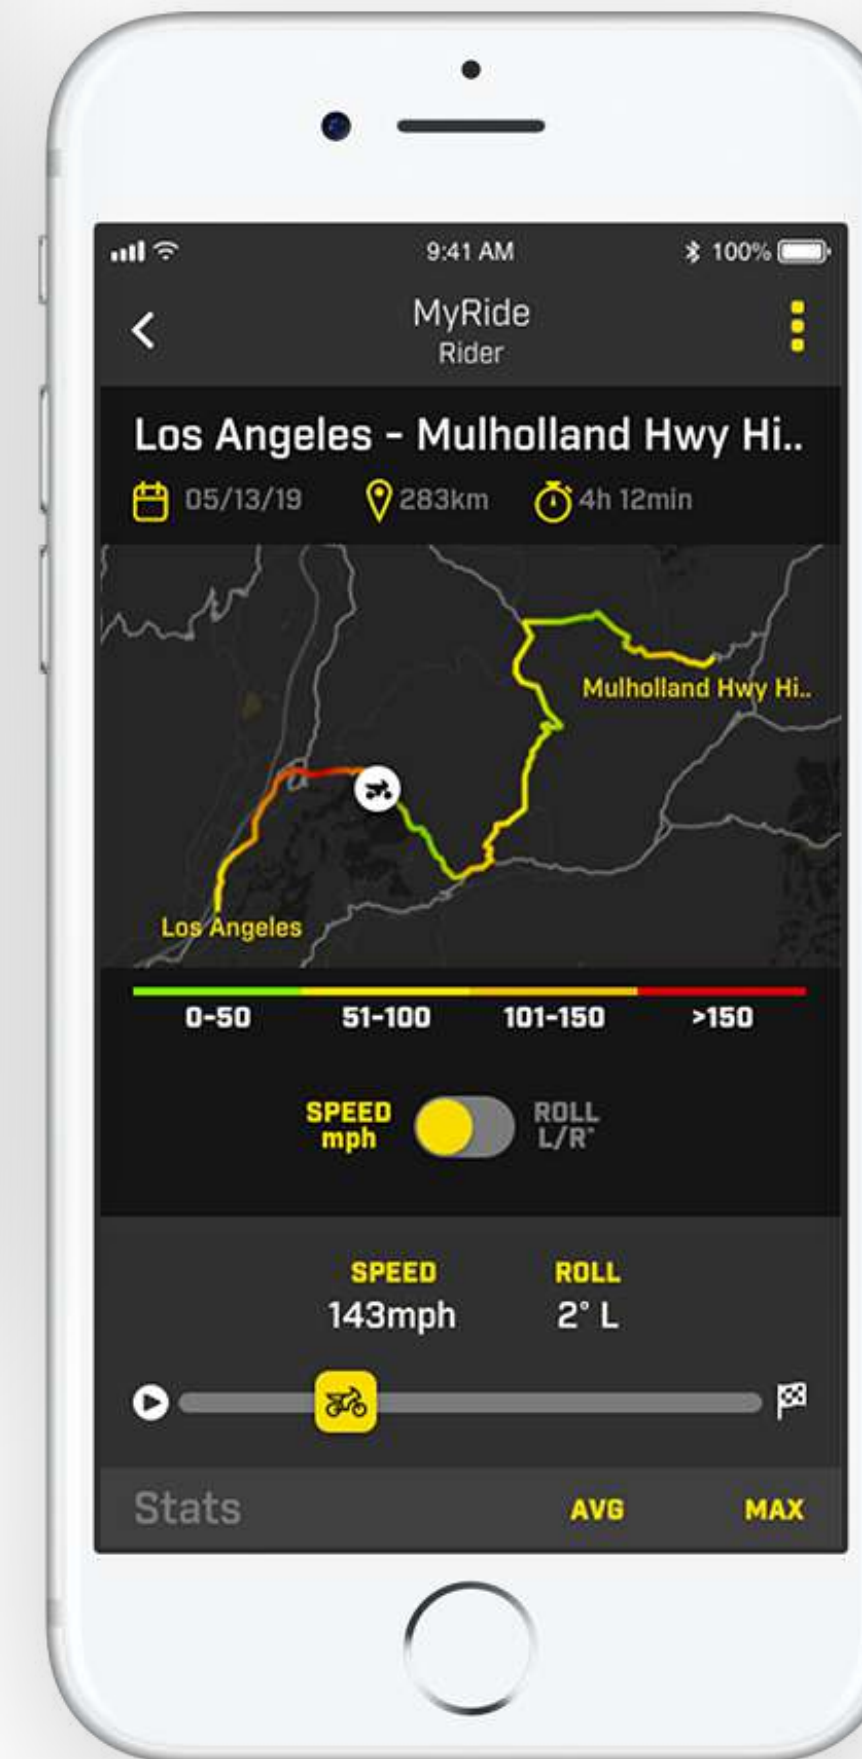 9:41 AM
100%
MyRide
Rider
Los Angeles - Mulholland Hwy Hi..
05/13/19 283km 4h 12min
Mulholland Hwy Hi..
Los Angeles
0-50 51-100 101-150 >150
SPEED
mph
ROLL
L/R°
SPEED ROLL
143mph 2° L
Stats AVG MAX